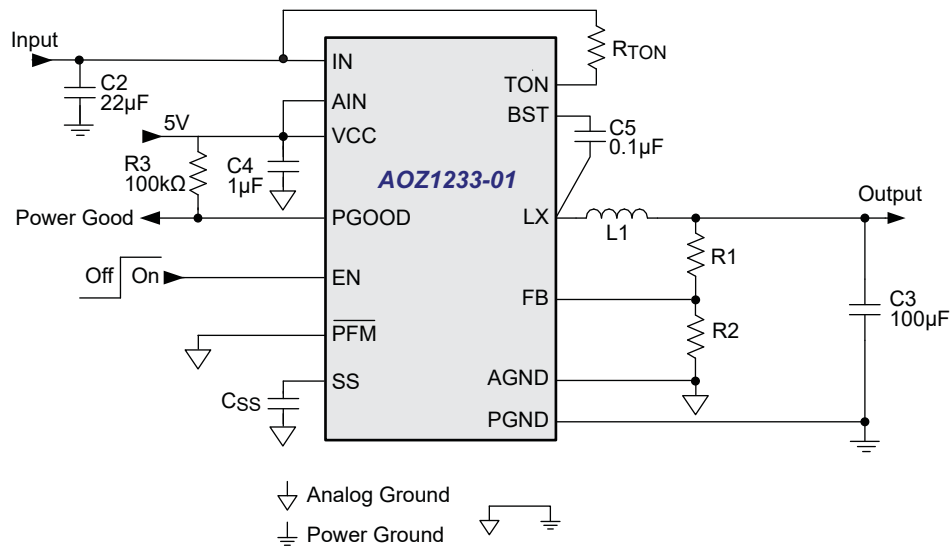 Input
C2
22µF
IN
TON
RTON
AIN
BST
5V
VCC
C5
0.1µF
R3
100kΩ
C4
1µF
AOZ1233-01
Power Good
PGOOD
LX
L1
Output
R1
Off
On
EN
FB
C3
100µF
R2
PFM
SS
CSS
AGND
PGND
Analog Ground
Power Ground